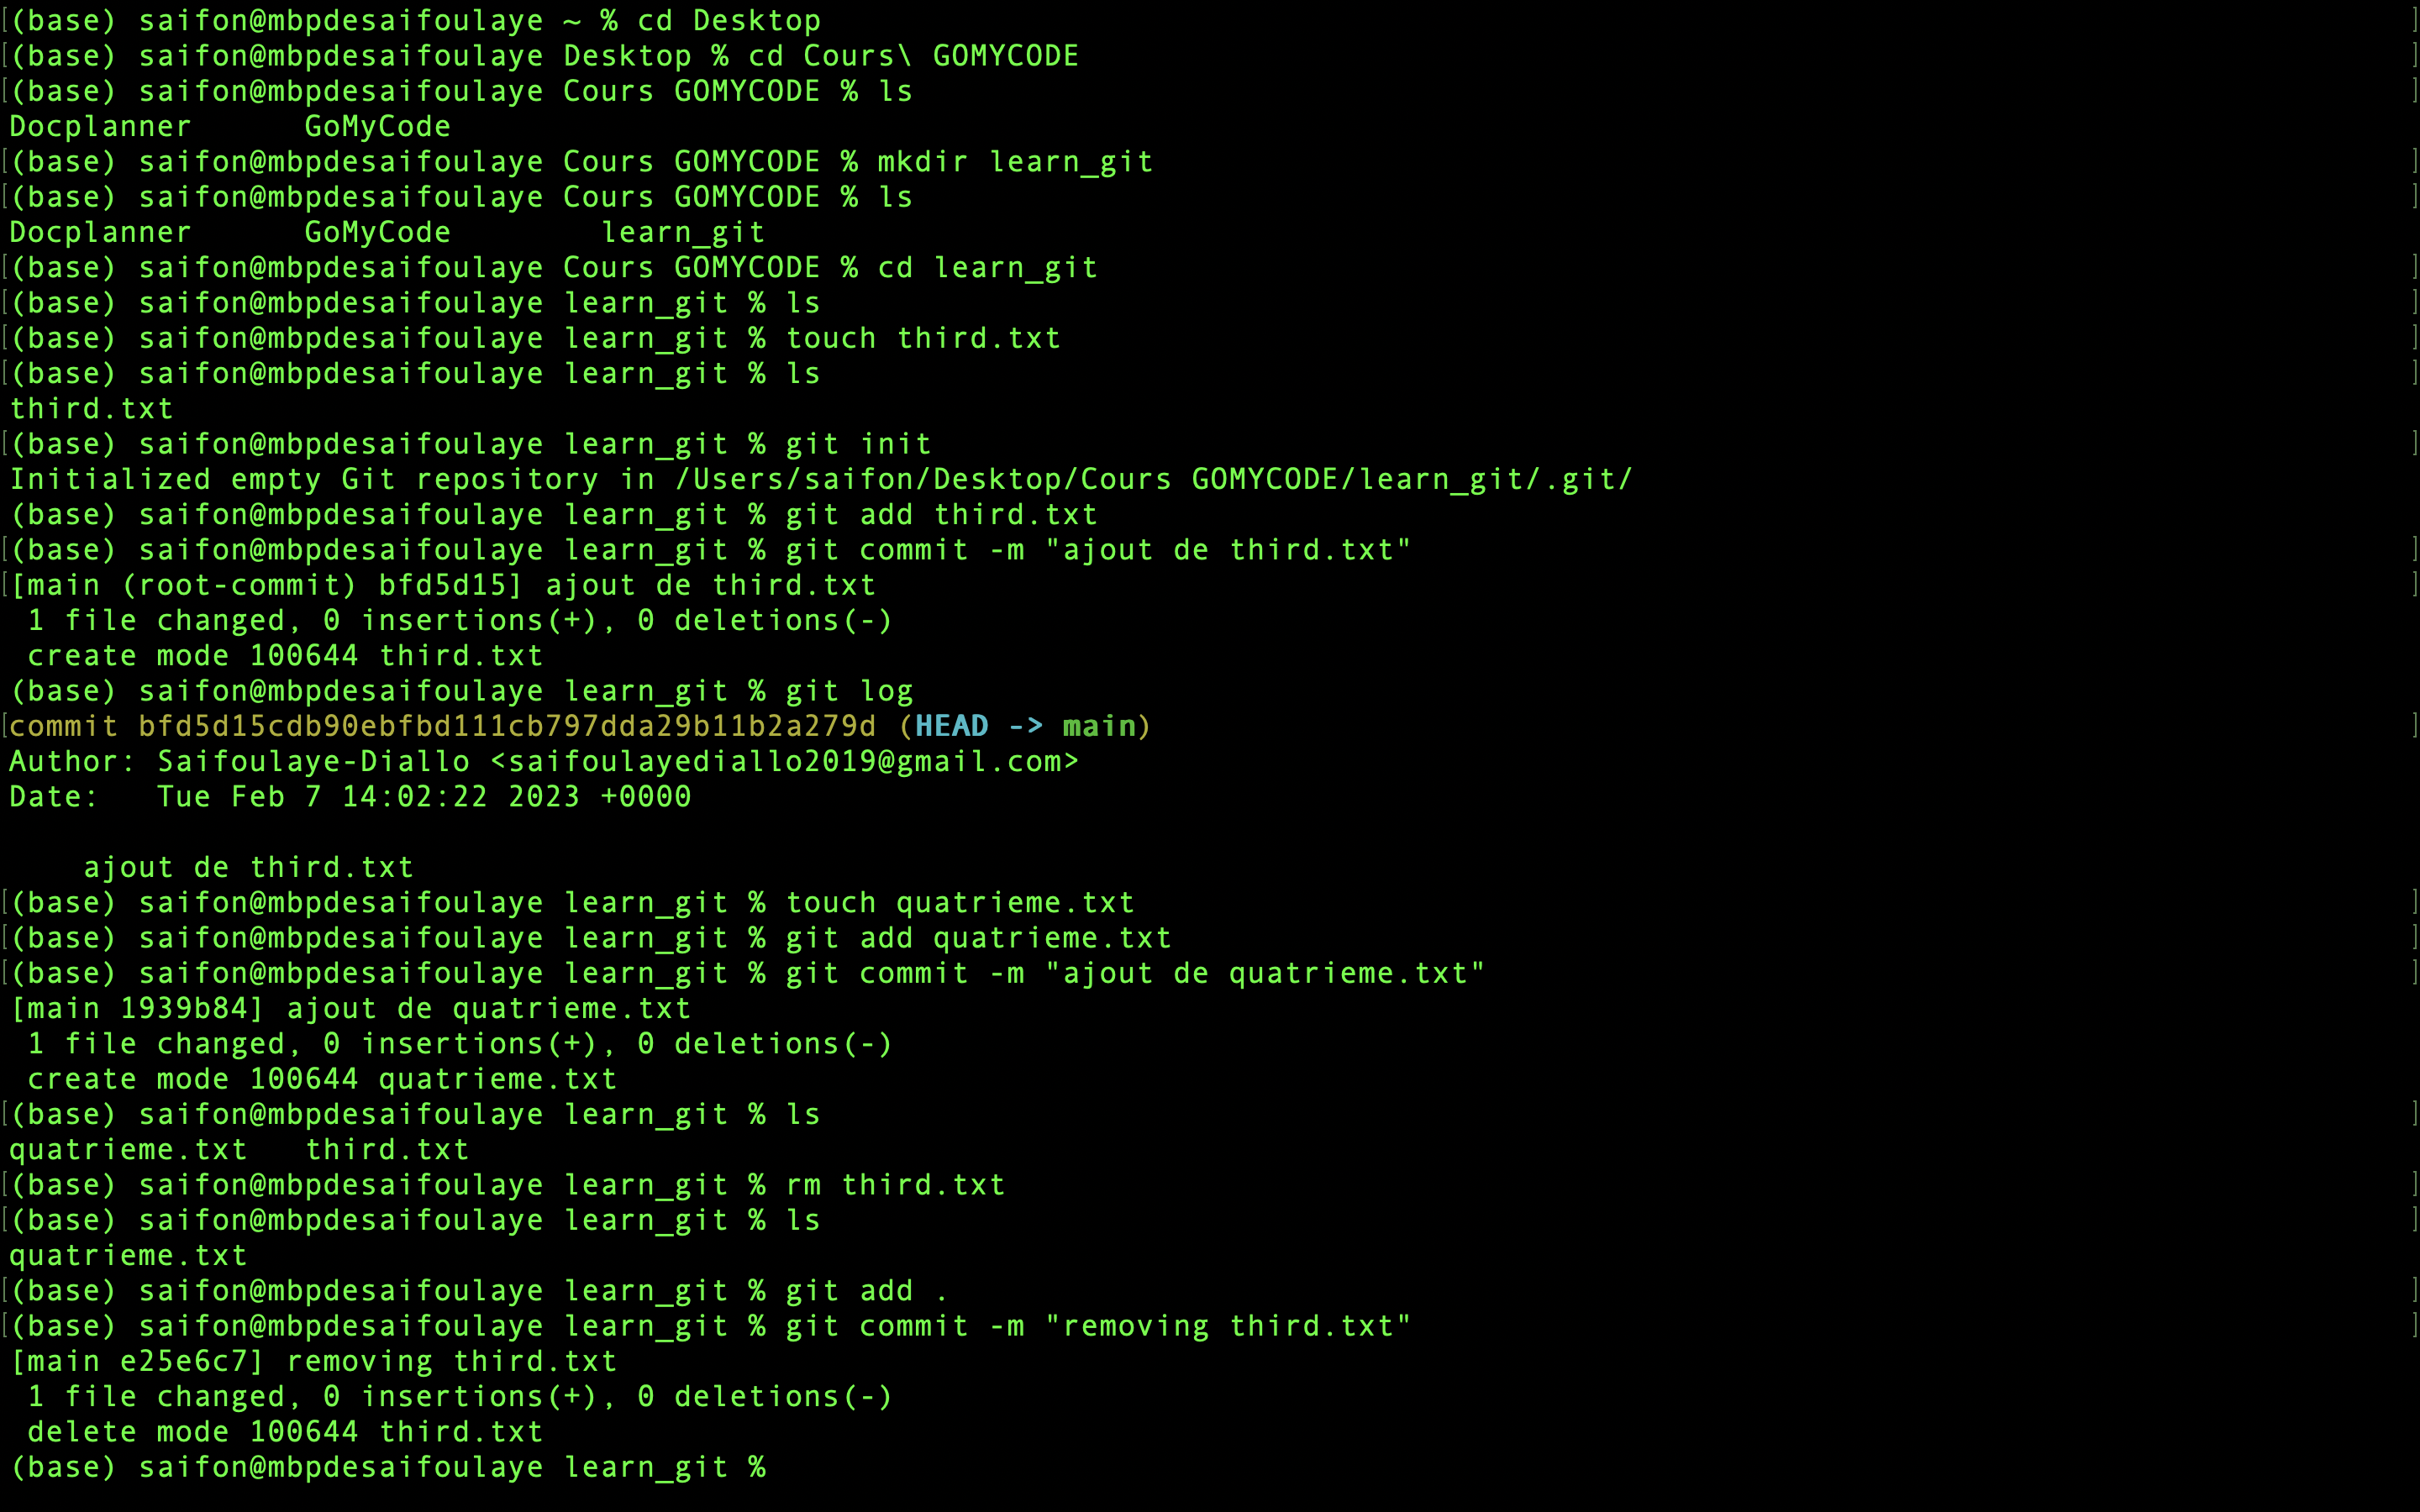 (base) saifon@mbpdesaifoulaye ~ % cd Desktop
(base) saifon@mbpdesaifoulaye Desktop % cd Cours\ GOMYCODE
(base) saifon@mbpdesaifoulaye Cours GOMYCODE % ls
Docplanner      GoMyCode
(base) saifon@mbpdesaifoulaye Cours GOMYCODE % mkdir learn_git
(base) saifon@mbpdesaifoulaye Cours GOMYCODE % ls
Docplanner      GoMyCode        learn_git
(base) saifon@mbpdesaifoulaye Cours GOMYCODE % cd learn_git
(base) saifon@mbpdesaifoulaye learn_git % ls
(base) saifon@mbpdesaifoulaye learn_git % touch third.txt
(base) saifon@mbpdesaifoulaye learn_git % ls
third.txt
(base) saifon@mbpdesaifoulaye learn_git % git init
Initialized empty Git repository in /Users/saifon/Desktop/Cours GOMYCODE/learn_git/.git/
(base) saifon@mbpdesaifoulaye learn_git % git add third.txt
(base) saifon@mbpdesaifoulaye learn_git % git commit -m "ajout de third.txt"
[main (root-commit) bfd5d15] ajout de third.txt
 1 file changed, 0 insertions(+), 0 deletions(-)
 create mode 100644 third.txt
(base) saifon@mbpdesaifoulaye learn_git % git log
commit bfd5d15cdb90ebfbd111cb797dda29b11b2a279d (HEAD -> main)
Author: Saifoulaye-Diallo <saifoulayediallo2019@gmail.com>
Date:   Tue Feb 7 14:02:22 2023 +0000
    ajout de third.txt
(base) saifon@mbpdesaifoulaye learn_git % touch quatrieme.txt
(base) saifon@mbpdesaifoulaye learn_git % git add quatrieme.txt
(base) saifon@mbpdesaifoulaye learn_git % git commit -m "ajout de quatrieme.txt"
[main 1939b84] ajout de quatrieme.txt
 1 file changed, 0 insertions(+), 0 deletions(-)
 create mode 100644 quatrieme.txt
(base) saifon@mbpdesaifoulaye learn_git % ls
quatrieme.txt   third.txt
(base) saifon@mbpdesaifoulaye learn_git % rm third.txt
(base) saifon@mbpdesaifoulaye learn_git % ls
quatrieme.txt
(base) saifon@mbpdesaifoulaye learn_git % git add .
(base) saifon@mbpdesaifoulaye learn_git % git commit -m "removing third.txt"
[main e25e6c7] removing third.txt
 1 file changed, 0 insertions(+), 0 deletions(-)
 delete mode 100644 third.txt
(base) saifon@mbpdesaifoulaye learn_git %